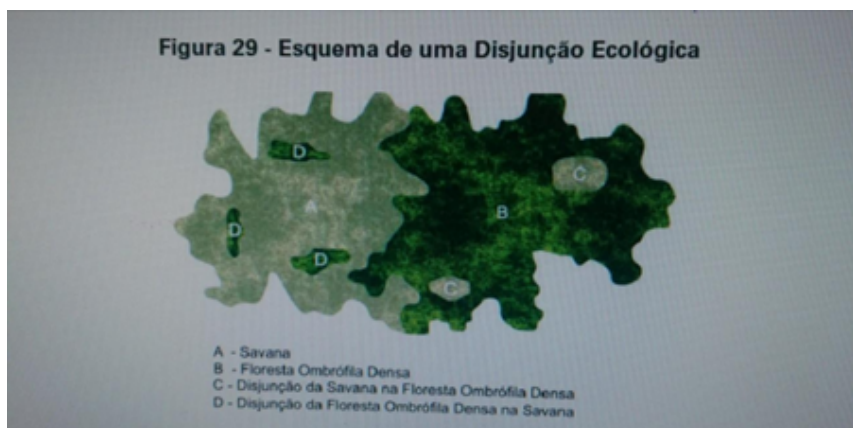 Figura 29 - Esquema de uma Disjunção Ecológica
D
C
A
B
D
D
C
A - Savana
B - Floresta Ombrófila Densa
C - Disjunção da Savana na Floresta Ombrófila Densa
D - Disjunção da Floresta Ombrófila Densa na Savana